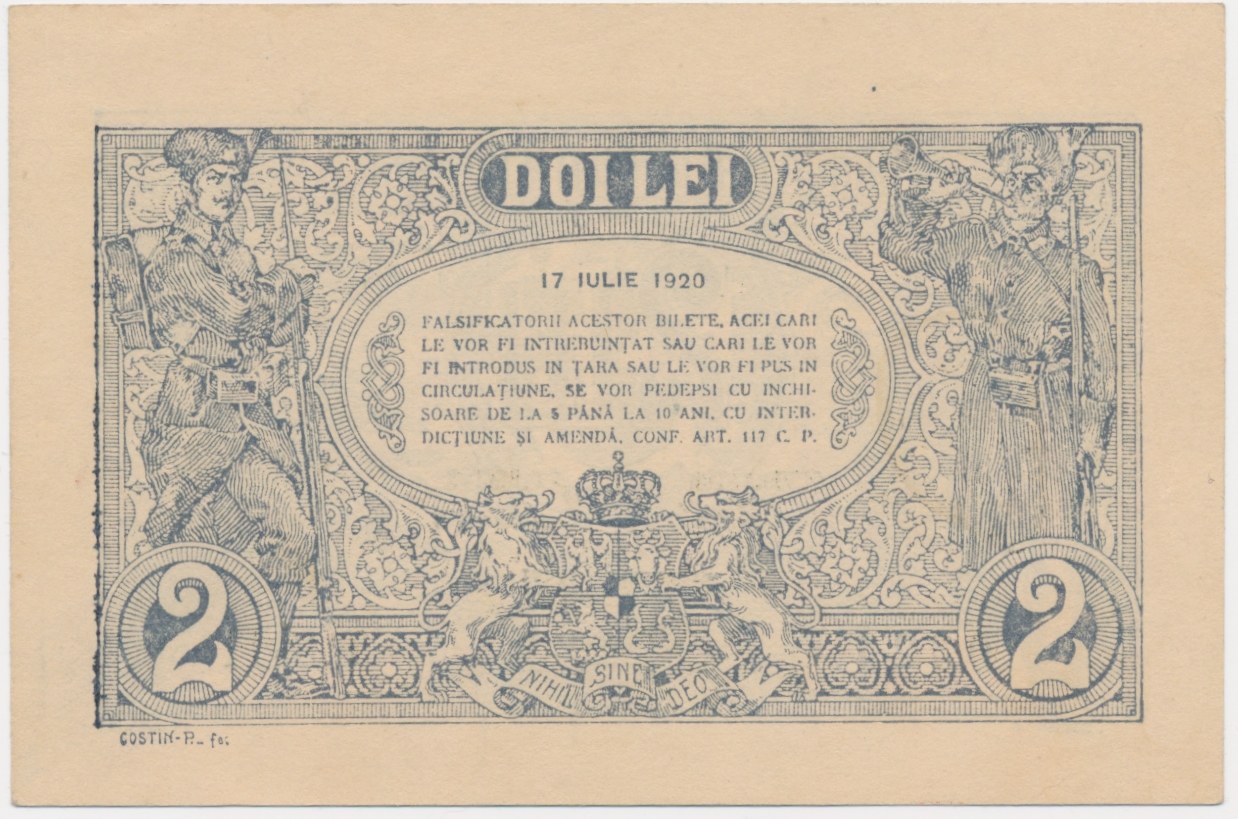 DOI LEI
17 IULIE 1920
FALSIFICATORII ACESTOR BILETE, ACEI CARI
LE VOR FI INTREBUINȚAT SAU CARI LE VOR
FI INTRODUS IN ȚARA SAU LE VOR FI PUS IN
CIRCULAȚIUNE, SE VOR PEDEPSI CU INCHI-
SOARE DE LA 5 PÂNĂ LA 10 ANI, CU INTER-
DICȚIUNE ȘI AMENDĂ, CONF. ART. 117 C. P.
2
2
NIHIL SINE DEO
COSTIN-P.